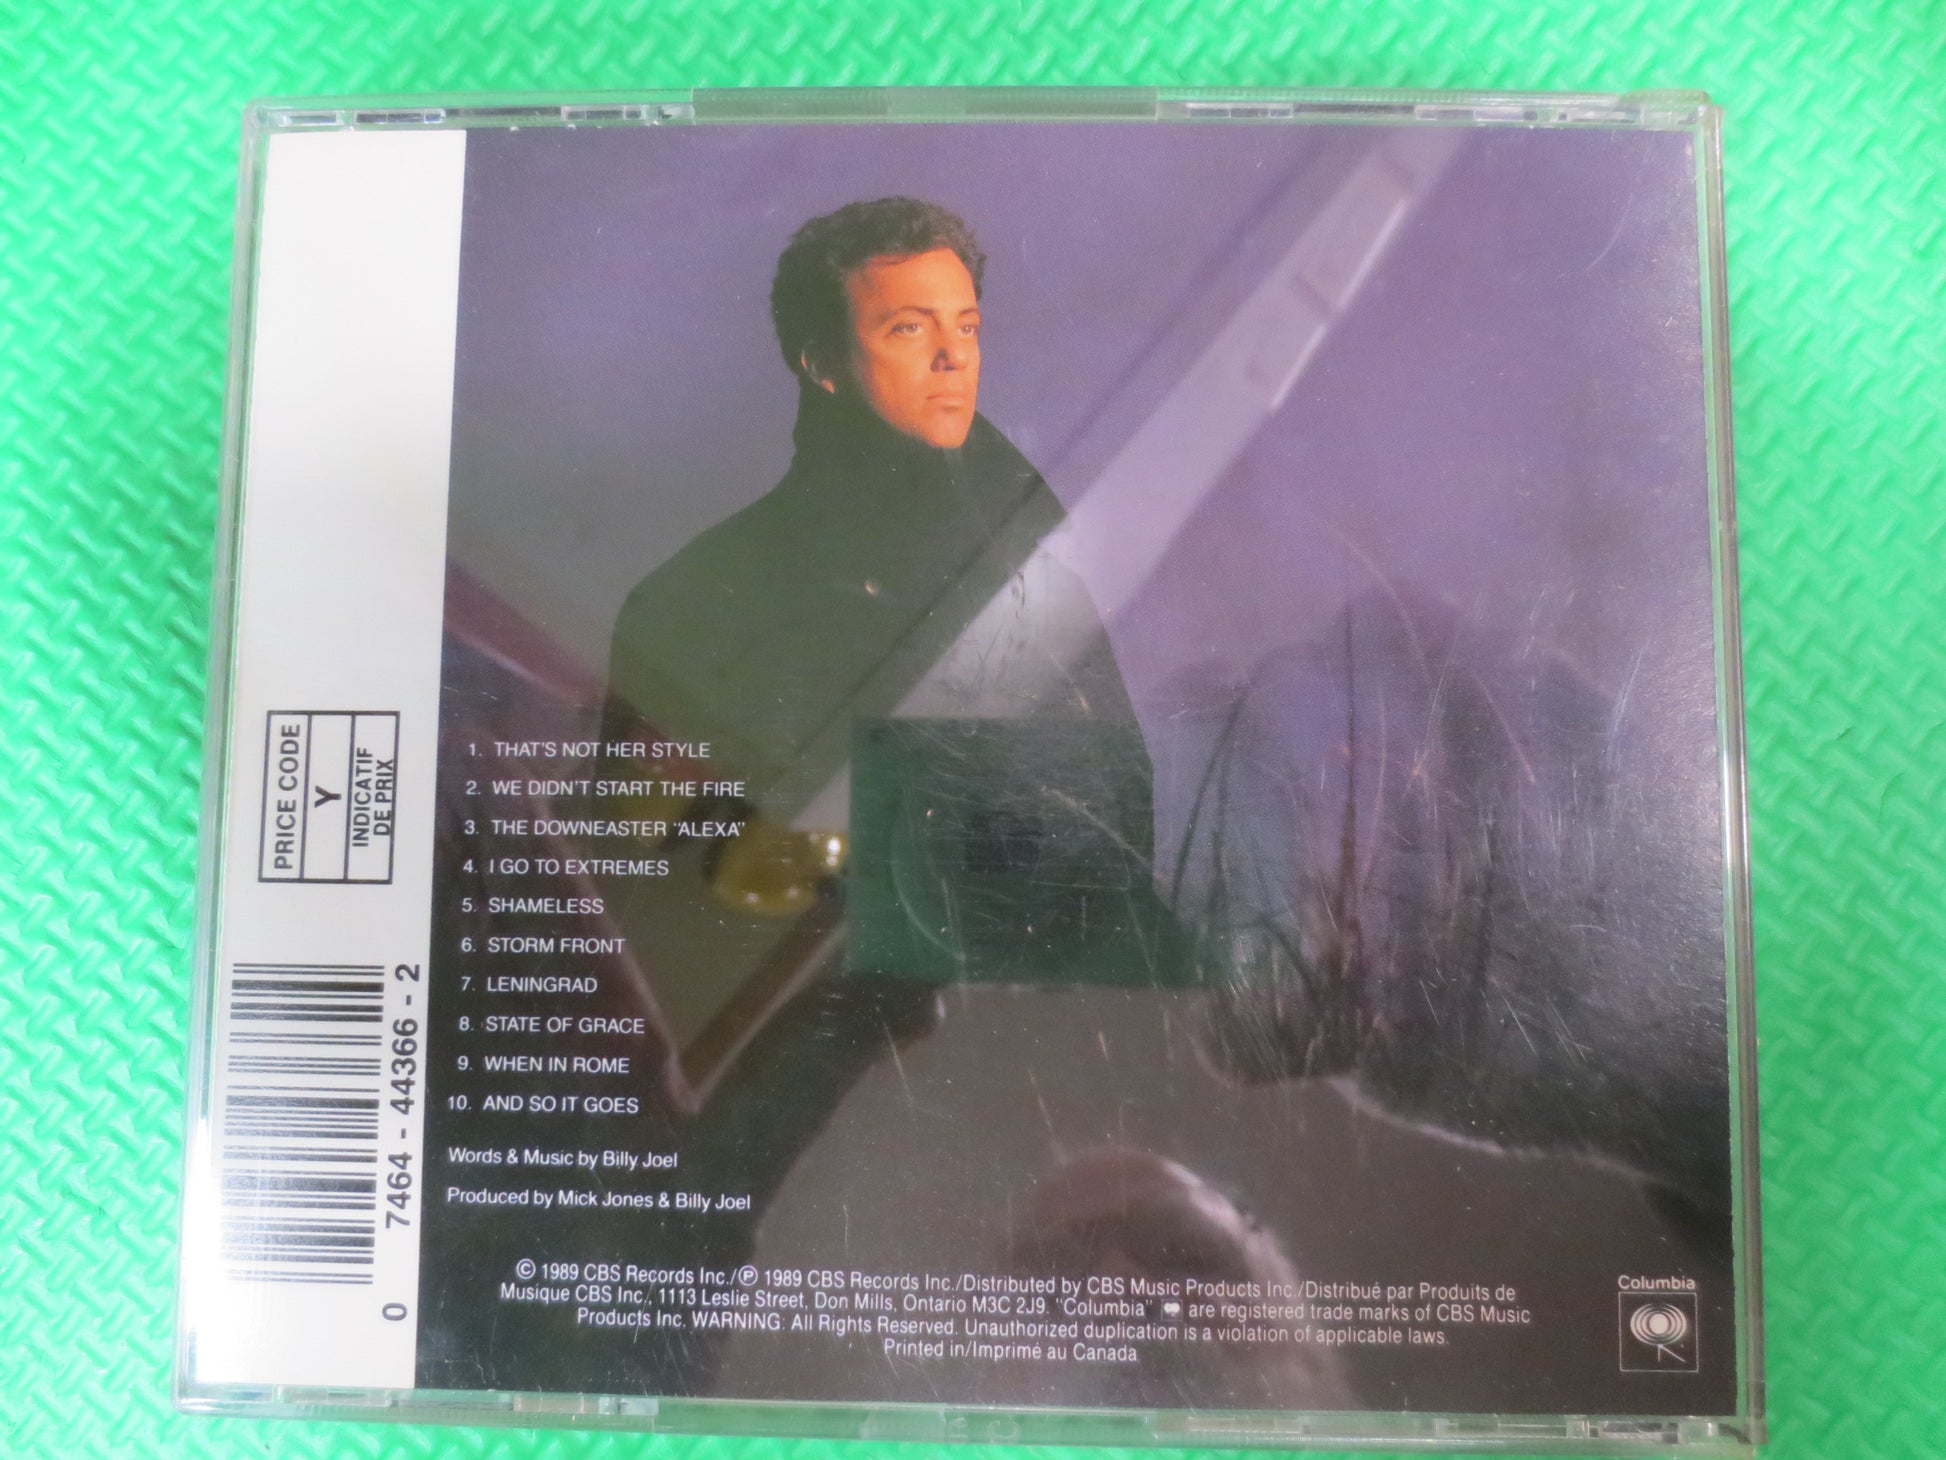 PRICE CODE
Y
INDICATIF
DE PRIX
0 7464-44366-2
1. THAT'S NOT HER STYLE
2. WE DIDN'T START THE FIRE
3. THE DOWNEASTER "ALEXA"
4. I GO TO EXTREMES
5. SHAMELESS
6. STORM FRONT
7. LENINGRAD
8. STATE OF GRACE
9. WHEN IN ROME
10. AND SO IT GOES
Words & Music by Billy Joel
Produced by Mick Jones & Billy Joel
© 1989 CBS Records Inc./℗ 1989 CBS Records Inc./Distributed by CBS Music Products Inc./Distribué par Produits de
Musique CBS Inc., 1113 Leslie Street, Don Mills, Ontario M3C 2J9. "Columbia" are registered trade marks of CBS Music
Products Inc. WARNING: All Rights Reserved. Unauthorized duplication is a violation of applicable laws.
Printed in/Imprimé au Canada
Columbia